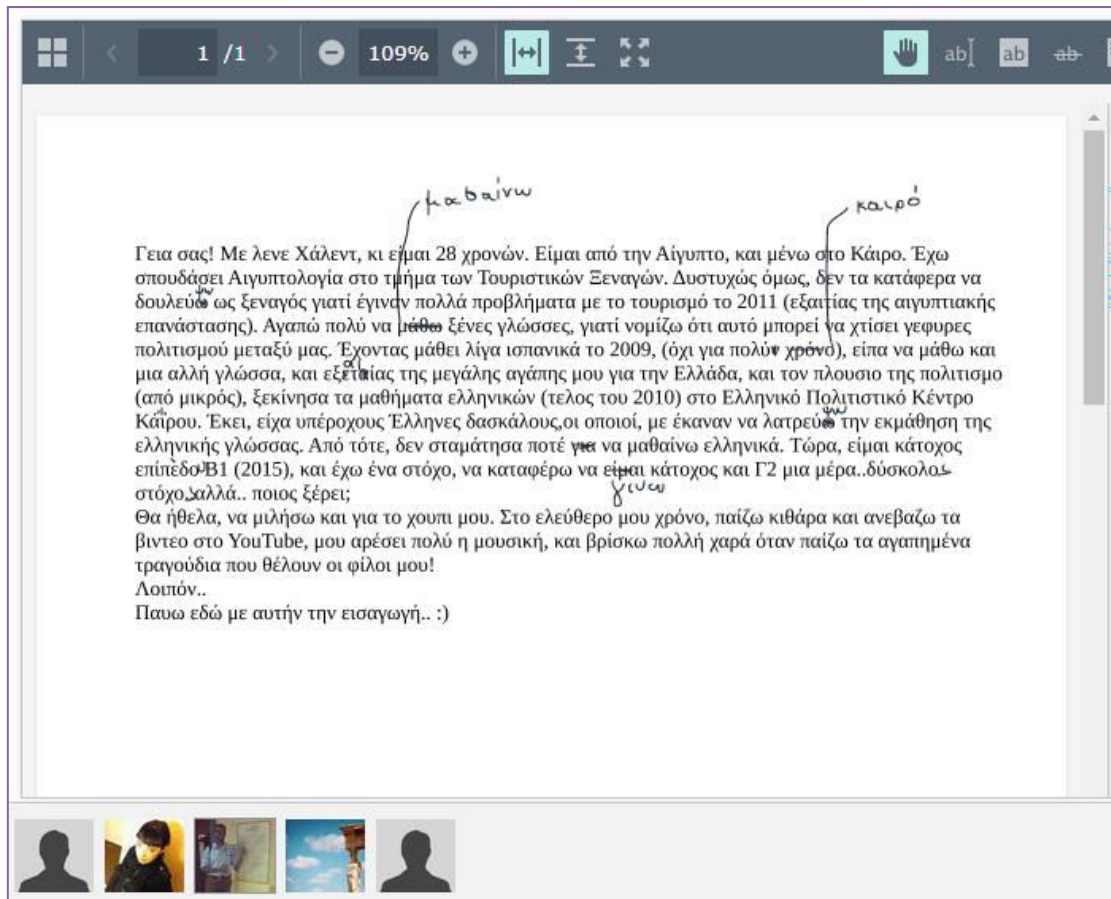 1 /1 109% ab ab ab
μαθαίνω καιρό
Γεια σας! Με λενε Χάλεντ, κι είμαι 28 χρονών. Είμαι από την Αίγυπτο, και μένω στο Κάιρο. Έχω
σπουδάσει Αιγυπτολογία στο τμήμα των Τουριστικών Ξεναγών. Δυστυχώς όμως, δεν τα κατάφερα να
δουλεύω ως ξεναγός γιατί έγιναν πολλά προβλήματα με το τουρισμό το 2011 (εξαιτίας της αιγυπτιακής
επανάστασης). Αγαπώ πολύ να μάθω ξένες γλώσσες, γιατί νομίζω ότι αυτό μπορεί να χτίσει γεφυρες
πολιτισμού μεταξύ μας. Έχοντας μάθει λίγα ισπανικά το 2009, (όχι για πολύν χρόνο), είπα να μάθω και
αι
μια αλλή γλώσσα, και εξεταίας της μεγάλης αγάπης μου για την Ελλάδα, και τον πλουσιο της πολιτισμο
(από μικρός), ξεκίνησα τα μαθήματα ελληνικών (τελος του 2010) στο Ελληνικό Πολιτιστικό Κέντρο
Καΐρου. Έκει, είχα υπέροχους Έλληνες δασκάλους,οι οποιοί, με έκαναν να λατρεύω την εκμάθηση της
ελληνικής γλώσσας. Από τότε, δεν σταμάτησα ποτέ για να μαθαίνω ελληνικά. Τώρα, είμαι κάτοχος
επίπεδο B1 (2015), και έχω ένα στόχο, να καταφέρω να είμαι κάτοχος και Γ2 μια μέρα..δύσκολος
στόχος αλλά.. ποιος ξέρει;
Θα ήθελα, να μιλήσω και για το χουπι μου. Στο ελεύθερο μου χρόνο, παίζω κιθάρα και ανεβαζω τα
βιντεο στο YouTube, μου αρέσει πολύ η μουσική, και βρίσκω πολλή χαρά όταν παίζω τα αγαπημένα
τραγούδια που θέλουν οι φίλοι μου!
Λοιπόν..
Παυω εδώ με αυτήν την εισαγωγή.. :)